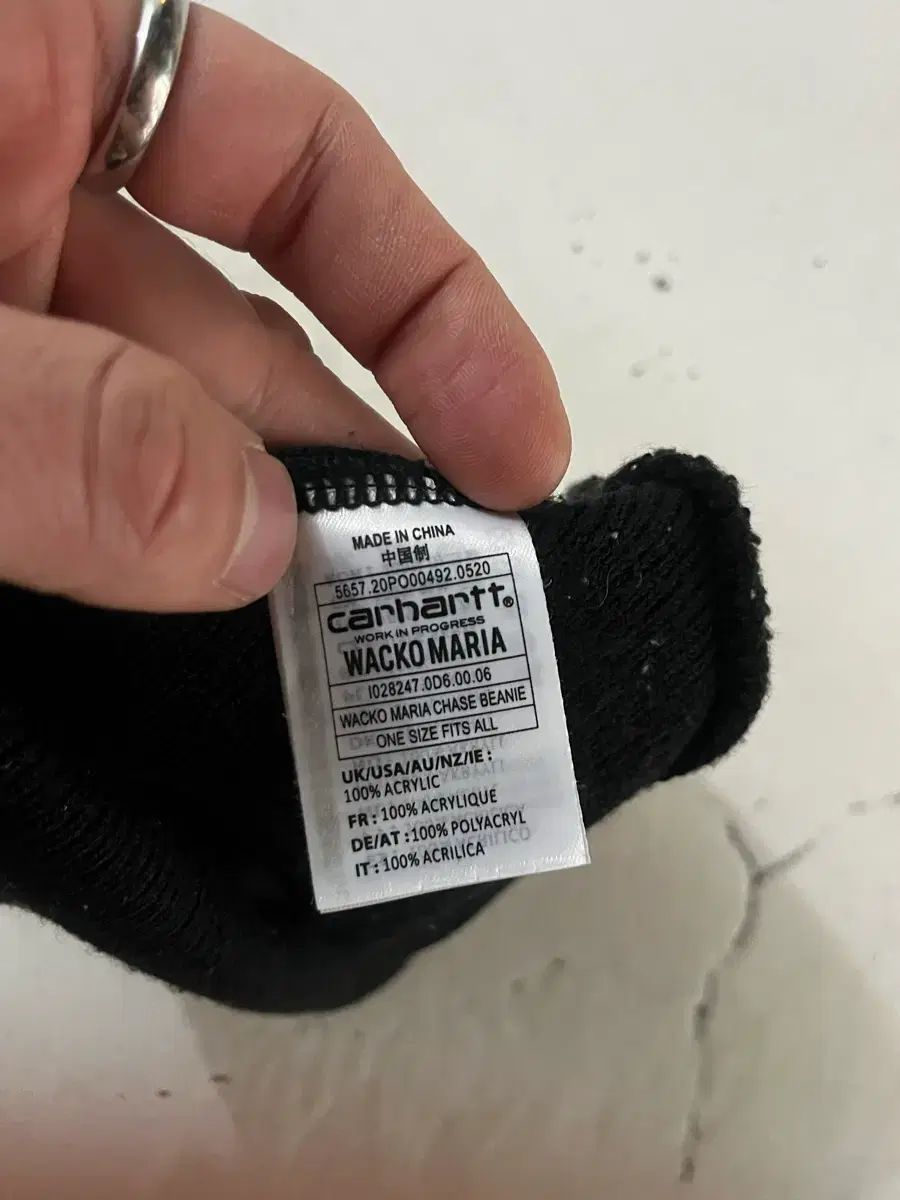 MADE IN CHINA
中国制
5657.20PO00492.0520
carhartt®
WORK IN PROGRESS
WACKO MARIA
I028247.0D6.00.06
WACKO MARIA CHASE BEANIE
ONE SIZE FITS ALL
UK/USA/AU/NZ/IE :
100% ACRYLIC
FR : 100% ACRYLIQUE
DE/AT :100% POLYACRYL
IT : 100% ACRILICA